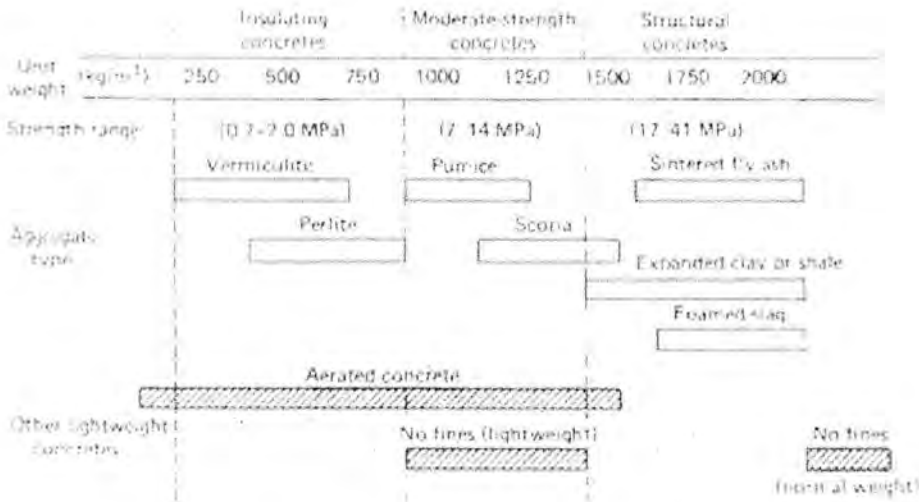 Insulating concretes
Moderate-strength concretes
Structural concretes
Unit weight (kg/m³) 250 500 750 1000 1250 1500 1750 2000
Strength range (0.7-2.0 MPa) (7-14 MPa) (17-41 MPa)
Vermiculite Pumice Sintered fly ash
Aggregate type
Perlite Scoria
Expanded clay or shale
Foamed slag
Aerated concrete
Other lightweight concretes
No fines (lightweight) No fines (normal weight)